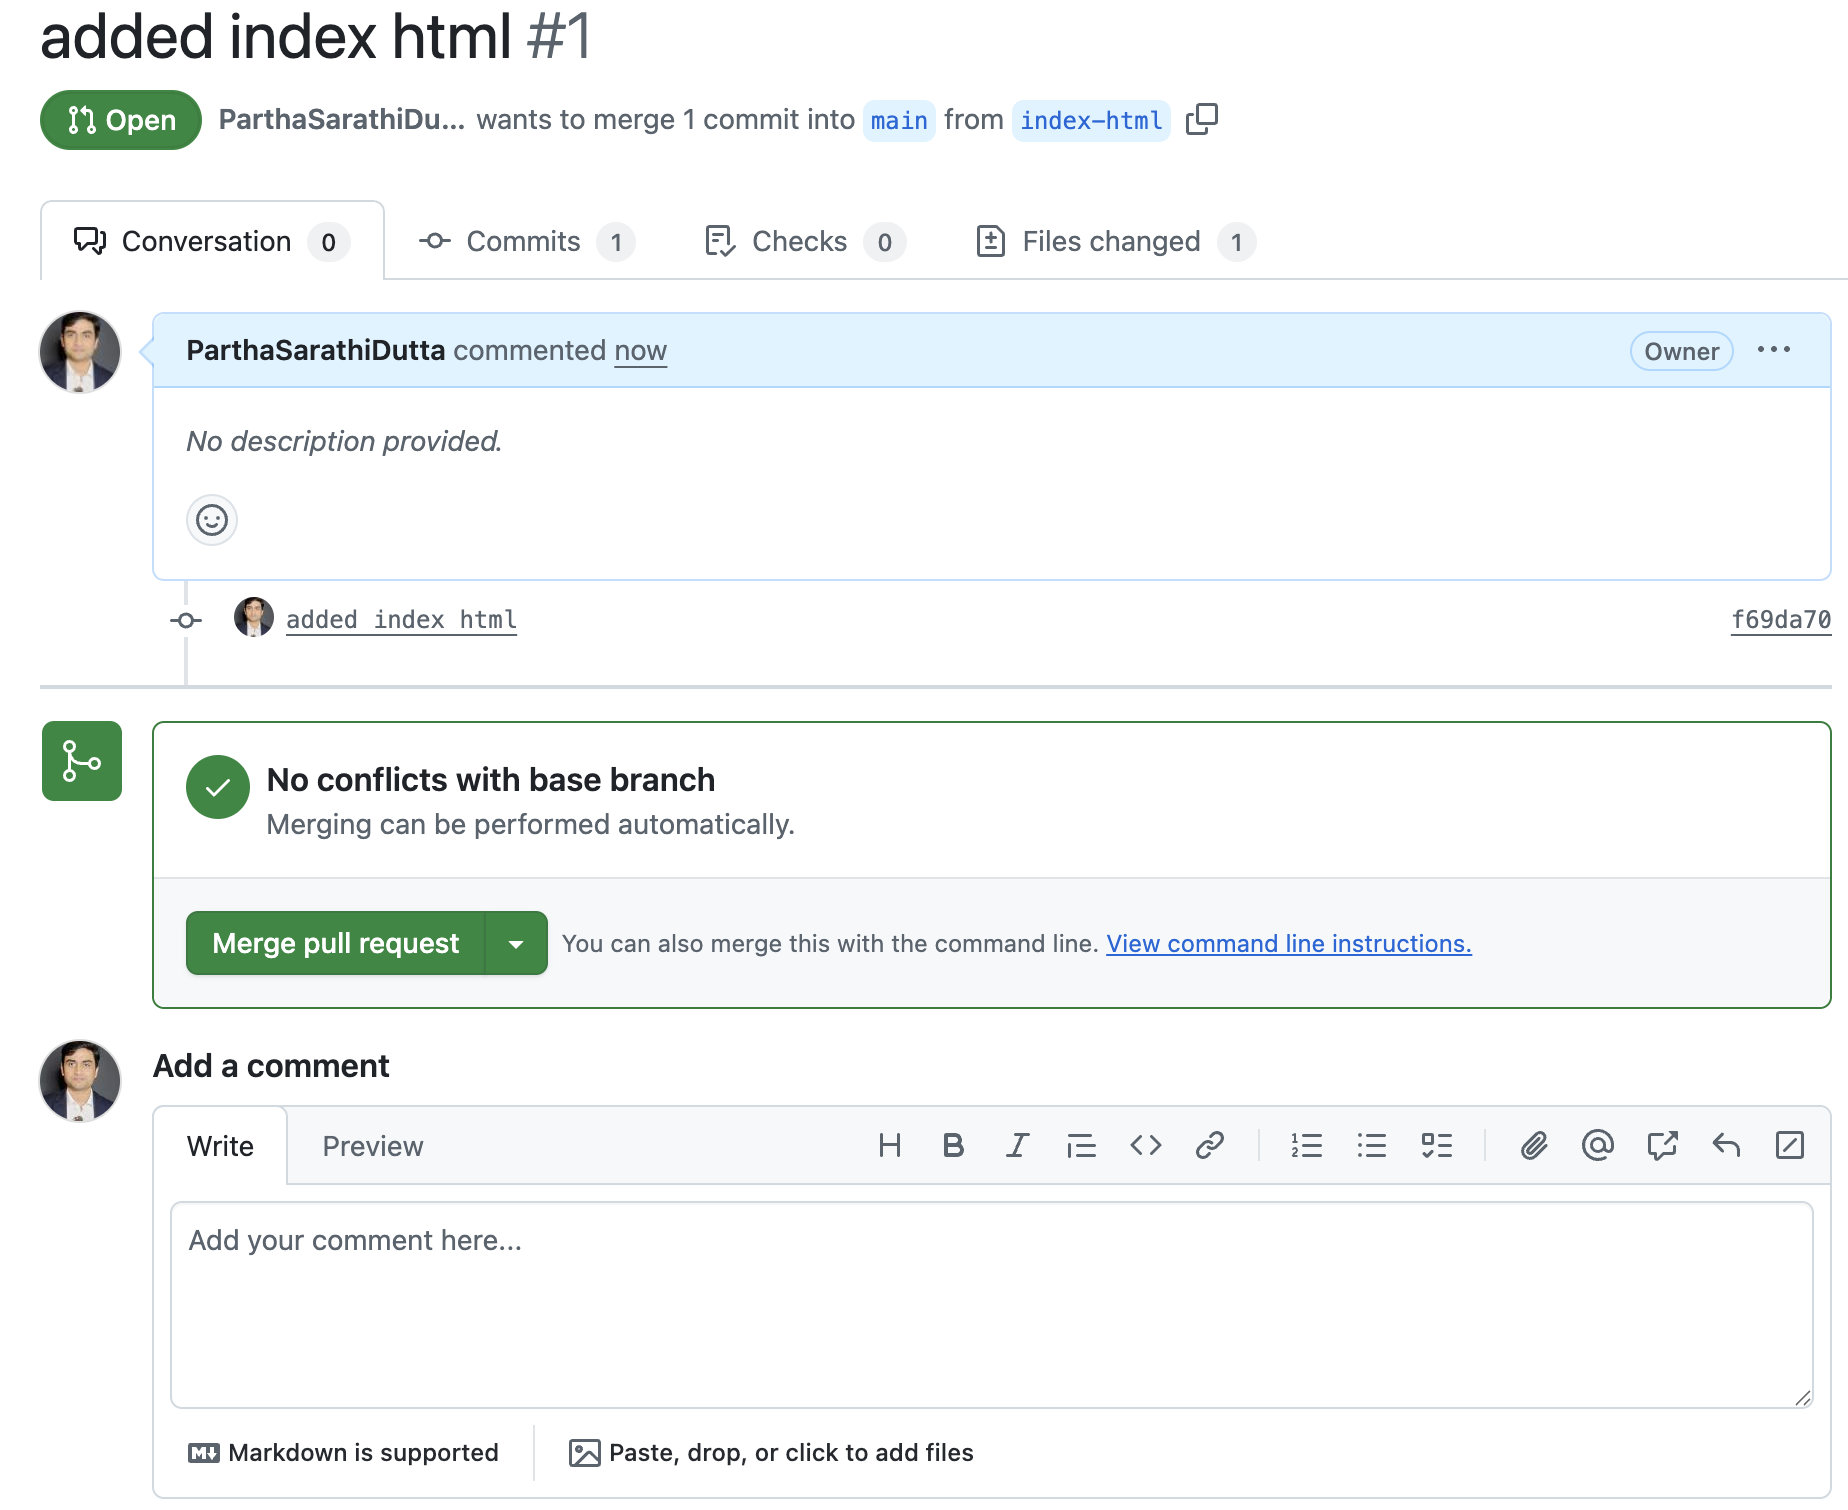 added index html #1
Open ParthaSarathiDu... wants to merge 1 commit into main from index-html
Conversation 0 Commits 1 Checks 0 Files changed 1
ParthaSarathiDutta commented now Owner
No description provided.
added index html f69da70
No conflicts with base branch
Merging can be performed automatically.
Merge pull request You can also merge this with the command line. View command line instructions.
Add a comment
Write Preview
Add your comment here...
Markdown is supported Paste, drop, or click to add files